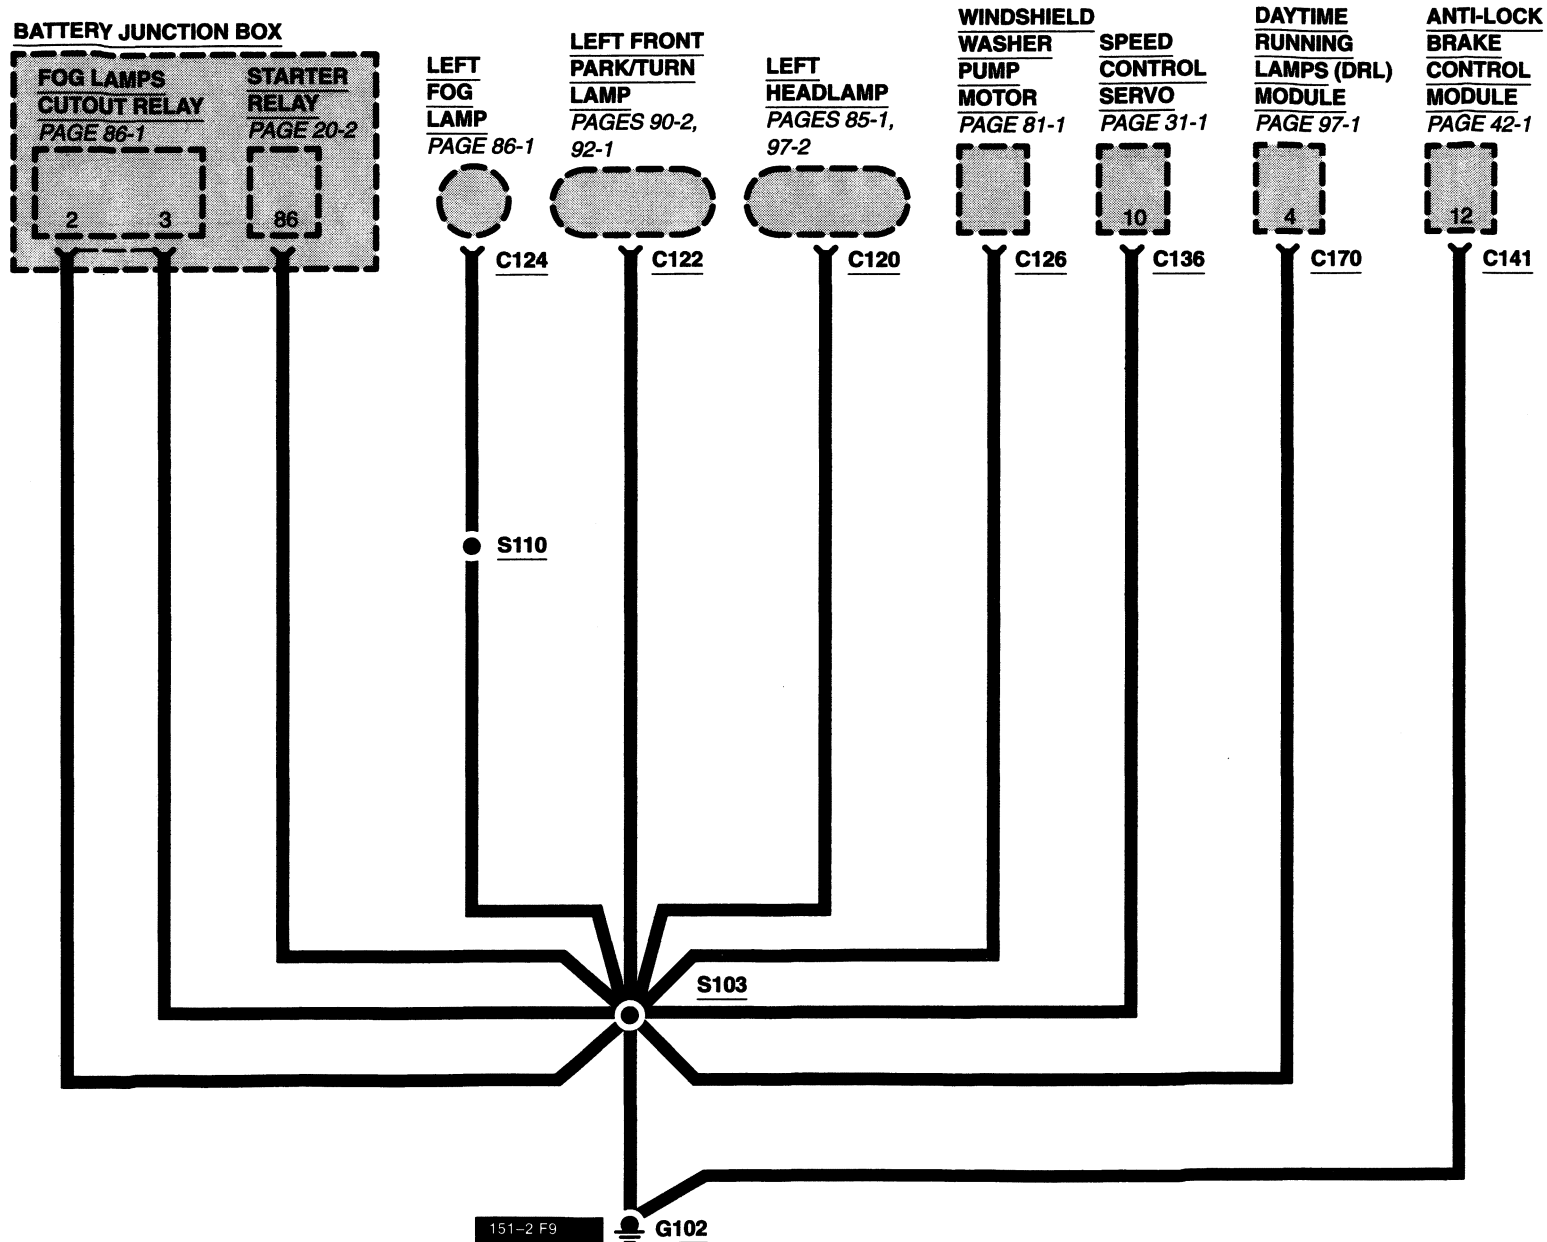 BATTERY JUNCTION BOX
FOG LAMPS
CUTOUT RELAY
PAGE 86-1
2
3
STARTER
RELAY
PAGE 20-2
86
LEFT
FOG
LAMP
PAGE 86-1
C124
LEFT FRONT
PARK/TURN
LAMP
PAGES 90-2,
92-1
C122
LEFT
HEADLAMP
PAGES 85-1,
97-2
C120
WINDSHIELD
WASHER
PUMP
MOTOR
PAGE 81-1
C126
SPEED
CONTROL
SERVO
PAGE 31-1
10
C136
DAYTIME
RUNNING
LAMPS (DRL)
MODULE
PAGE 97-1
4
C170
ANTI-LOCK
BRAKE
CONTROL
MODULE
PAGE 42-1
12
C141
S110
S103
151-2 F9
G102